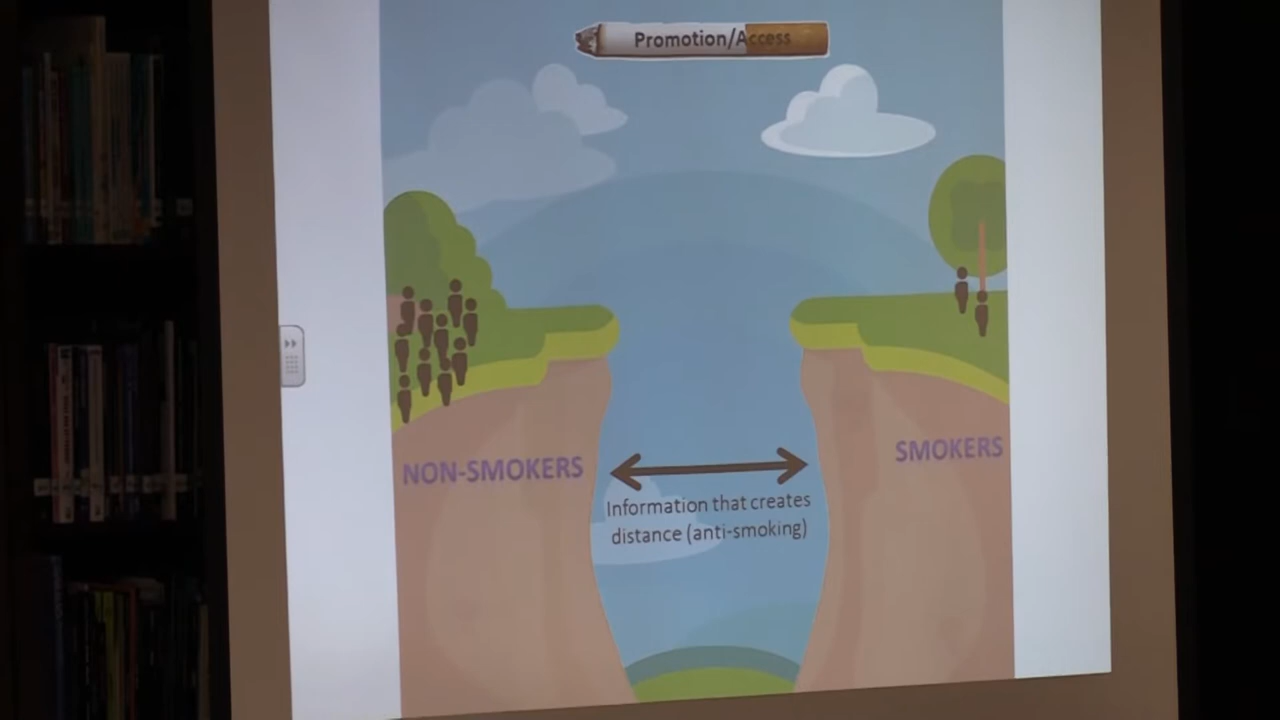 Promotion/Access
NON-SMOKERS
SMOKERS
Information that creates
distance (anti-smoking)